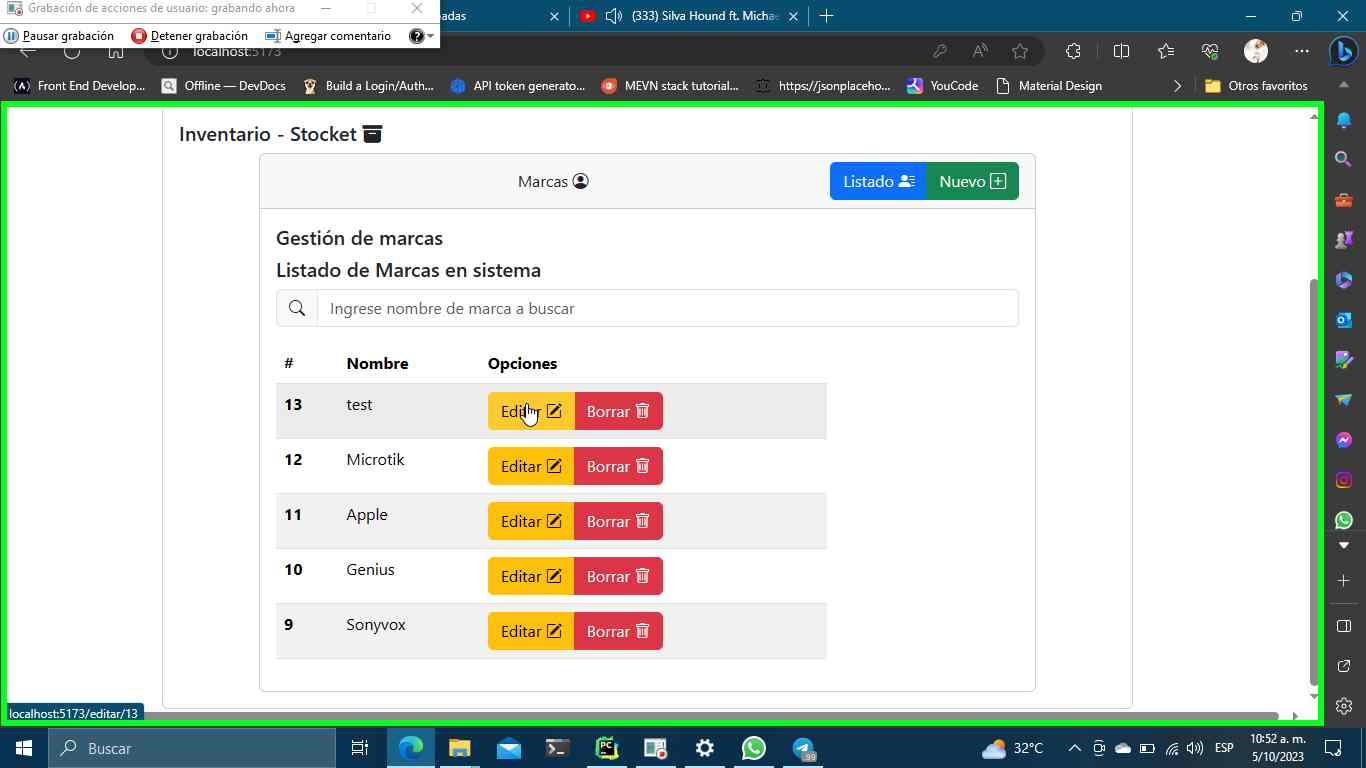 Grabación de acciones de usuario: grabando ahora
adas
(333) Silva Hound ft. Michae
Pausar grabación
Detener grabación
Agregar comentario
localhost:5173
Front End Develop...
Offline — DevDocs
Build a Login/Auth...
API token generato...
MEVN stack tutorial...
https://jsonplaceho...
YouCode
Material Design
Otros favoritos
Inventario - Stocket
Marcas
Listado
Nuevo
Gestión de marcas
Listado de Marcas en sistema
Ingrese nombre de marca a buscar
# Nombre Opciones
13 test Editar Borrar
12 Microtik Editar Borrar
11 Apple Editar Borrar
10 Genius Editar Borrar
9 Sonyvox Editar Borrar
localhost:5173/editar/13
Buscar
PC
99
32°C
ESP
10:52 a. m.
5/10/2023